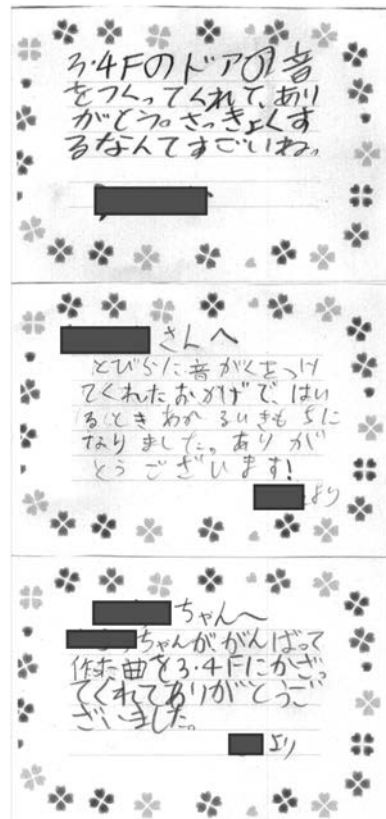 3・4Fのドアの音
をつくってくれて、あり
がとう。さっきょくす
るなんてすごいね。
さんへ
とびらに音がくをつけ
てくれたおかげで、はい
るときあかるいきもちに
なりました。ありが
とうございます!
より
ちゃんへ
ちゃんが、がんばって
作た曲を3・4Fにかざっ
てくれてありがとうご
ざいました。
より